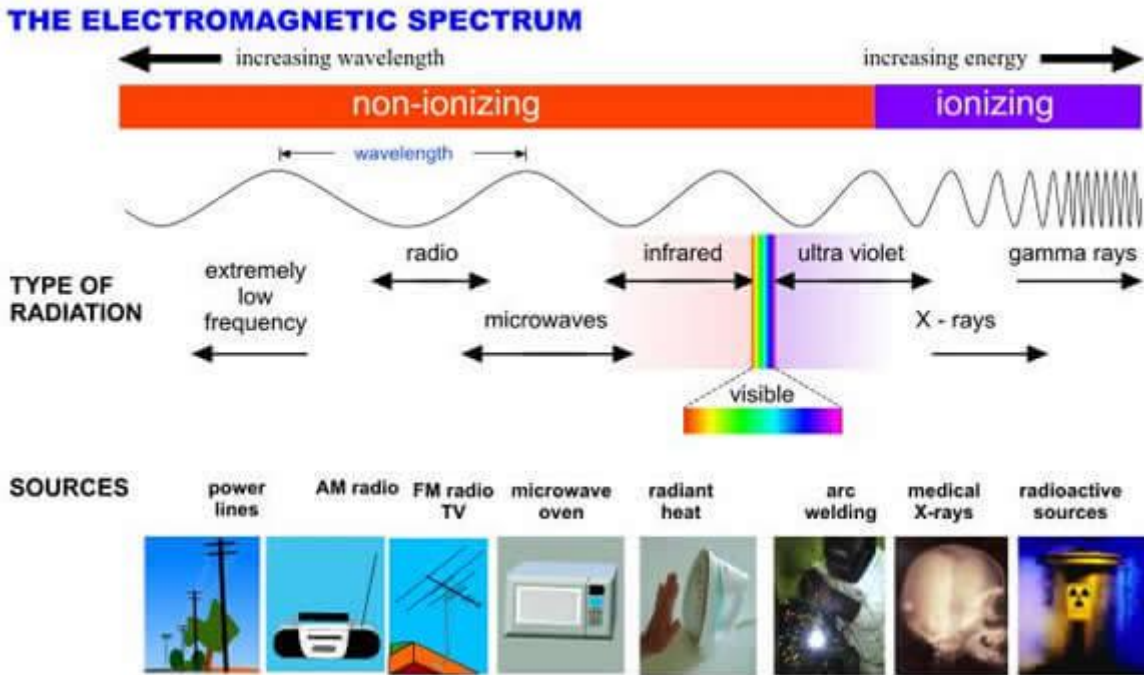 THE ELECTROMAGNETIC SPECTRUM
increasing wavelength
increasing energy
non-ionizing
ionizing
wavelength
TYPE OF
RADIATION
extremely
low
frequency
radio
microwaves
infrared
visible
ultra violet
X - rays
gamma rays
SOURCES
power
lines
AM radio
FM radio
TV
microwave
oven
radiant
heat
arc
welding
medical
X-rays
radioactive
sources